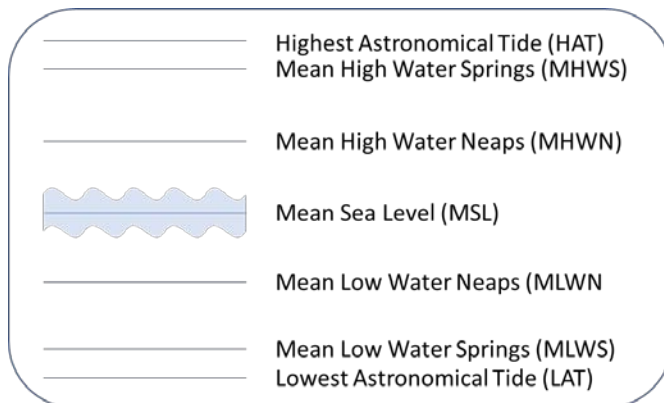 Highest Astronomical Tide (HAT)
Mean High Water Springs (MHWS)
Mean High Water Neaps (MHWN)
Mean Sea Level (MSL)
Mean Low Water Neaps (MLWN
Mean Low Water Springs (MLWS)
Lowest Astronomical Tide (LAT)